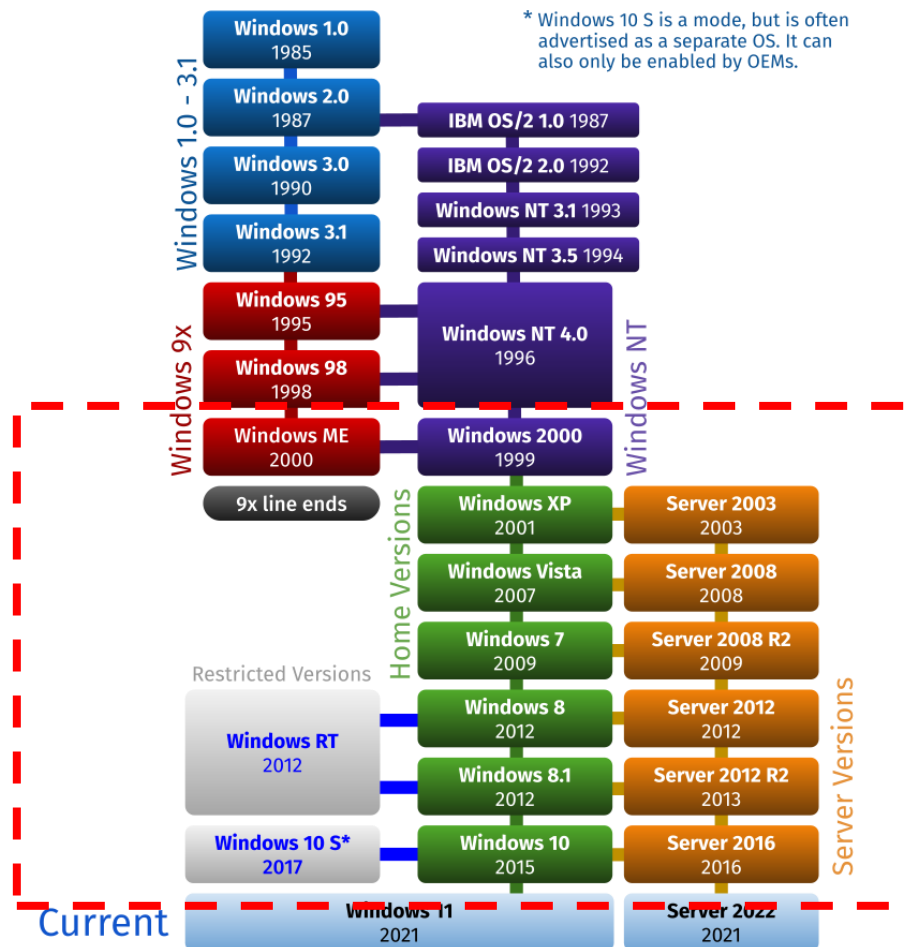 Windows 1.0
1985
* Windows 10 S is a mode, but is often
advertised as a separate OS. It can
also only be enabled by OEMs.
Windows 1.0 - 3.1
Windows 2.0
1987
IBM OS/2 1.0 1987
Windows 3.0
1990
IBM OS/2 2.0 1992
Windows NT 3.1 1993
Windows 3.1
1992
Windows NT 3.5 1994
Windows 9x
Windows 95
1995
Windows NT 4.0
1996
Windows NT
Windows 98
1998
Windows ME
2000
Windows 2000
1999
9x line ends
Home Versions
Windows XP
2001
Server 2003
2003
Windows Vista
2007
Server 2008
2008
Windows 7
2009
Server 2008 R2
2009
Restricted Versions
Windows RT
2012
Windows 8
2012
Server 2012
2012
Server Versions
Windows 8.1
2012
Server 2012 R2
2013
Windows 10 S*
2017
Windows 10
2015
Server 2016
2016
Current
Windows 11
2021
Server 2022
2021